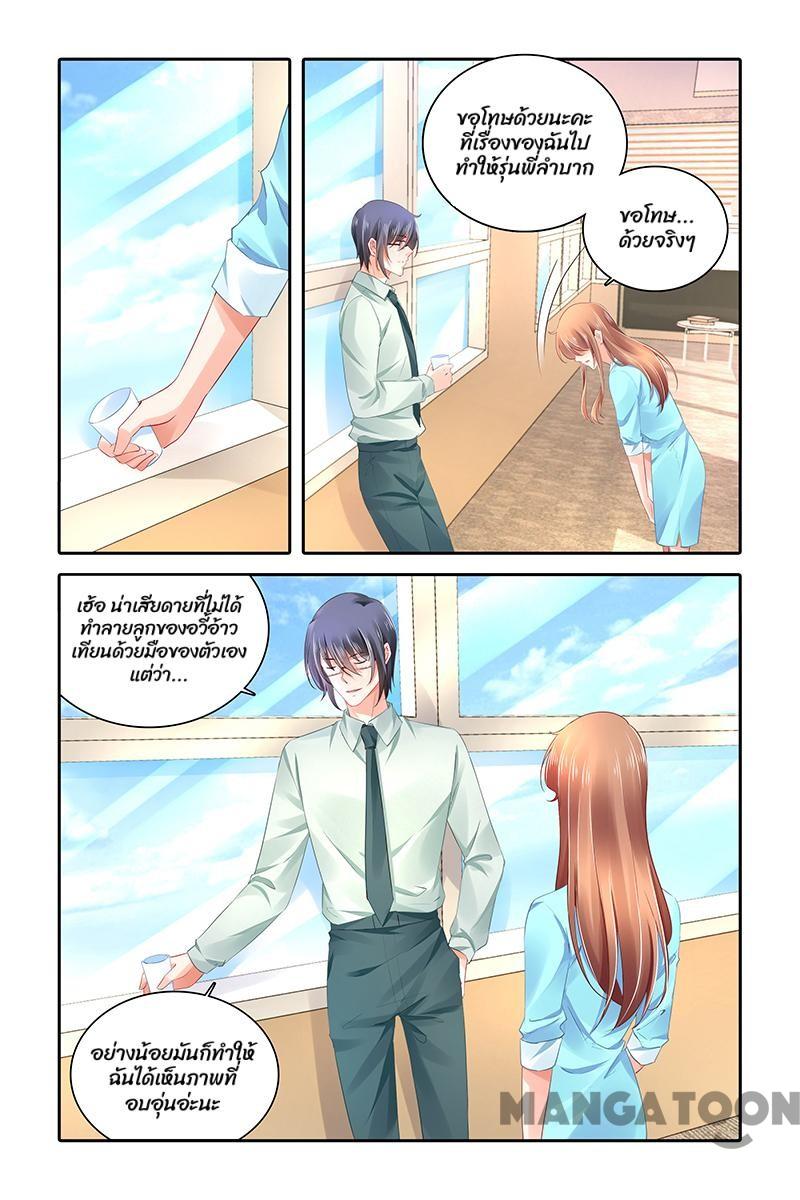 ขอโทษด้วยนะคะ
ที่เรื่องของฉันไป
ทำให้รุ่นพี่ลำบาก
ขอโทษ...
ด้วยจริงๆ
เฮ้อ น่าเสียดายที่ไม่ได้
ทำลายลูกของอวี้อ้าว
เทียนด้วยมือของตัวเอง
แต่ว่า...
อย่างน้อยมันก็ทำให้
ฉันได้เห็นภาพที่
อบอุ่นอ่ะนะ
MANGATOON